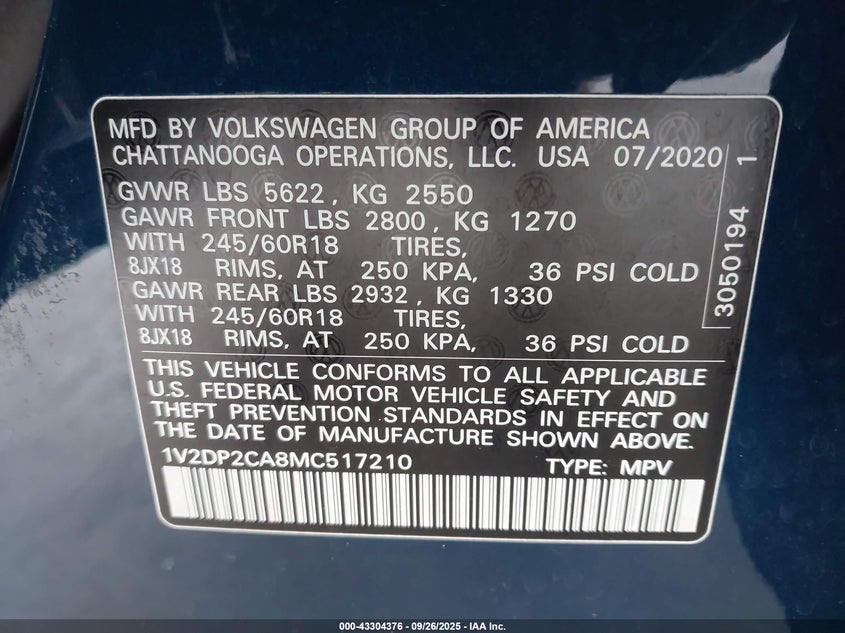 MFD BY VOLKSWAGEN GROUP OF AMERICA
CHATTANOOGA OPERATIONS, LLC. USA 07/2020
GVWR LBS 5622, KG 2550
GAWR FRONT LBS 2800, KG 1270
WITH 245/60R18 TIRES,
8JX18 RIMS, AT 250 KPA, 36 PSI COLD
GAWR REAR LBS 2932, KG 1330
WITH 245/60R18 TIRES,
8JX18 RIMS, AT 250 KPA, 36 PSI COLD
THIS VEHICLE CONFORMS TO ALL APPLICABLE
U.S. FEDERAL MOTOR VEHICLE SAFETY AND
THEFT PREVENTION STANDARDS IN EFFECT ON
THE DATE OF MANUFACTURE SHOWN ABOVE.
1V2DP2CA8MC517210 TYPE: MPV
3050194 1
000-43304376 - 09/26/2025 - IAA Inc.